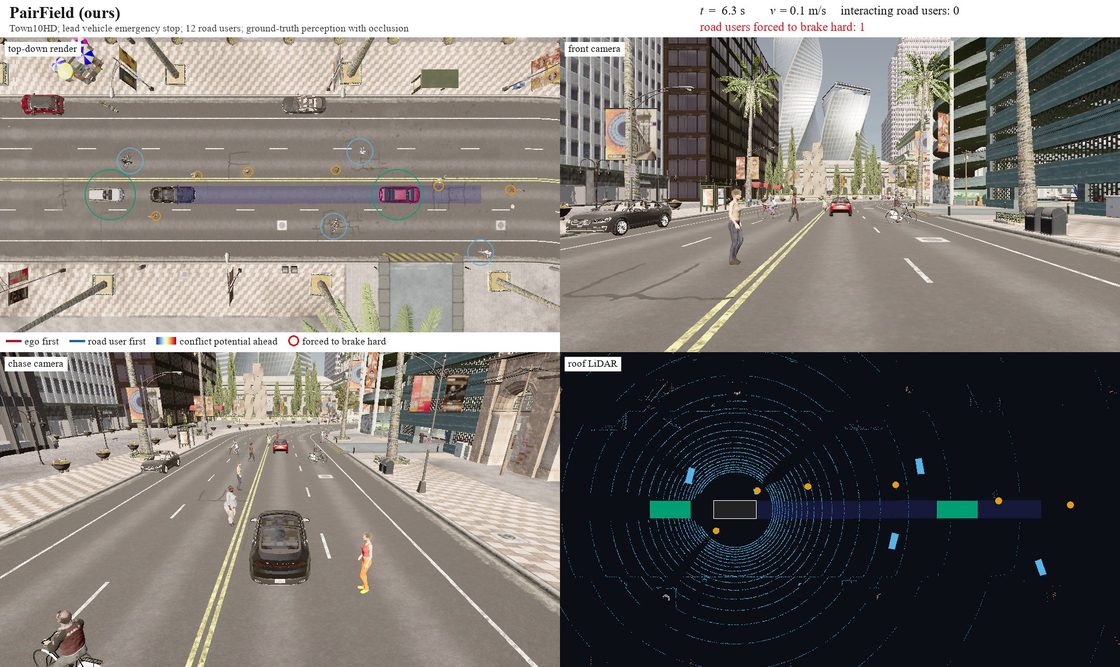 PairField (ours)
Town10HD; lead vehicle emergency stop; 12 road users; ground-truth perception with occlusion
t = 6.3 s v = 0.1 m/s interacting road users: 0
road users forced to brake hard: 1
top-down render
front camera
ego first road user first conflict potential ahead forced to brake hard
chase camera
roof LiDAR